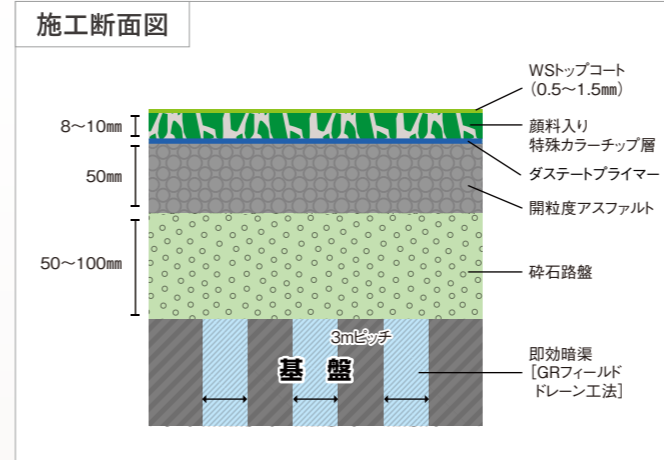 施工断面図
WSトップコート
(0.5〜1.5㎜)
8〜10㎜
顔料入り
特殊カラーチップ層
ダステートプライマー
50㎜
開粒度アスファルト
50〜100㎜
砕石路盤
3mピッチ
基盤
即効暗渠
[GRフィールド
ドレーン工法]